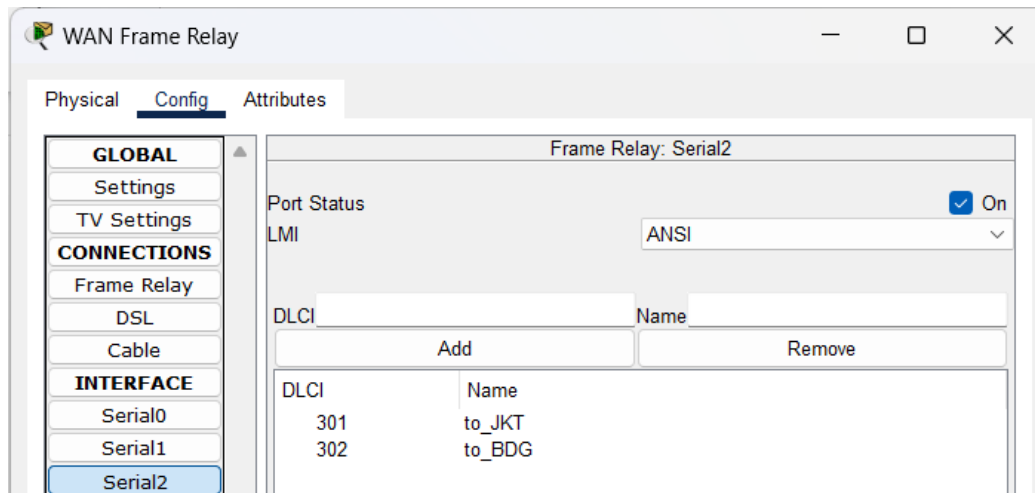 WAN Frame Relay
Physical Config Attributes
GLOBAL
Settings
TV Settings
CONNECTIONS
Frame Relay
DSL
Cable
INTERFACE
Serial0
Serial1
Serial2
Frame Relay: Serial2
Port Status On
LMI ANSI
DLCI Name
Add Remove
DLCI Name
301 to_JKT
302 to_BDG